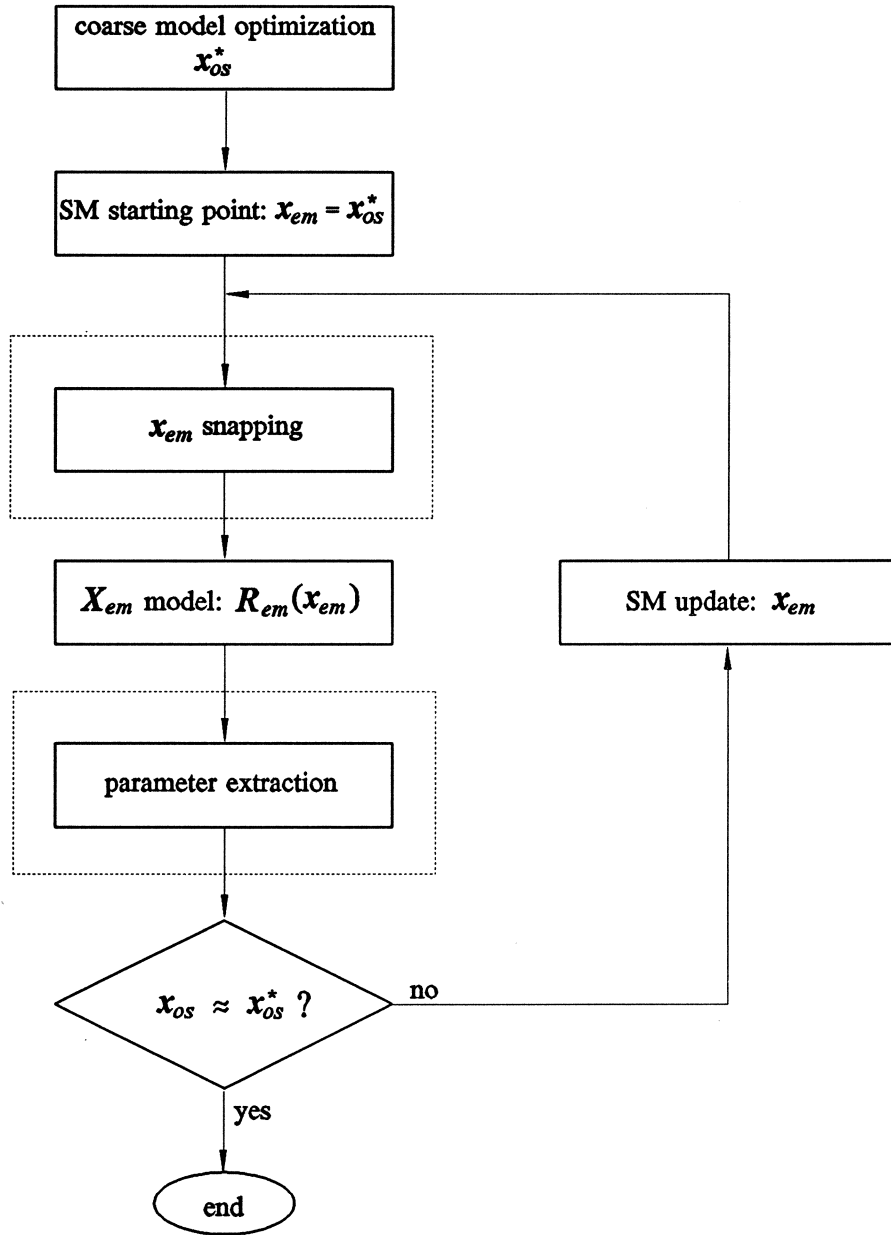 coarse model optimization
x*os
SM starting point: xem = x*os
xem snapping
Xem model: Rem(xem)
SM update: xem
parameter extraction
xos ≈ x*os ?
no
yes
end